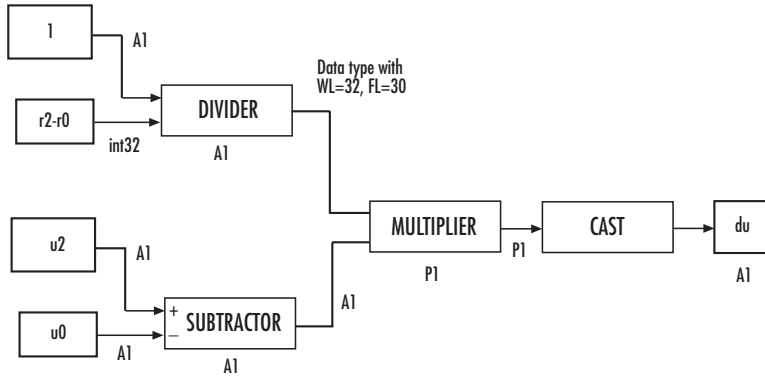 1
A1
Data type with
WL=32, FL=30
DIVIDER
r2-r0
int32
A1
u2
A1
MULTIPLIER
P1
P1
CAST
du
A1
A1
+
SUBTRACTOR
–
u0
A1
A1